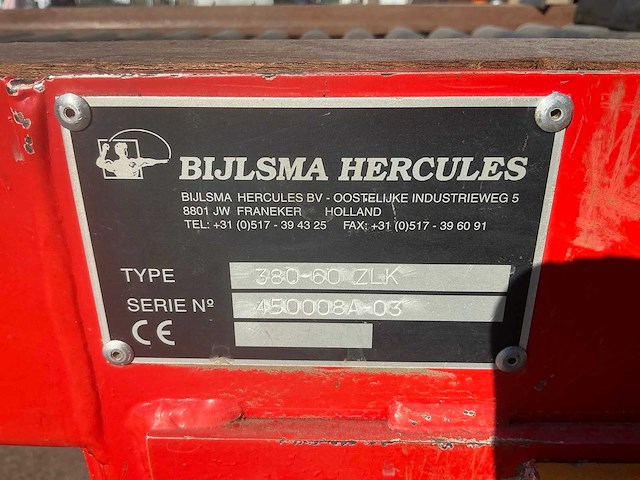 BIJLSMA HERCULES
BIJLSMA HERCULES BV - OOSTELIJKE INDUSTRIEWEG 5
8801 JW FRANEKER HOLLAND
TEL: +31 (0)517 - 39 43 25 FAX: +31 (0)517 - 39 60 91
TYPE 380-60 ZLK
SERIE Nº 450008A-03
CE